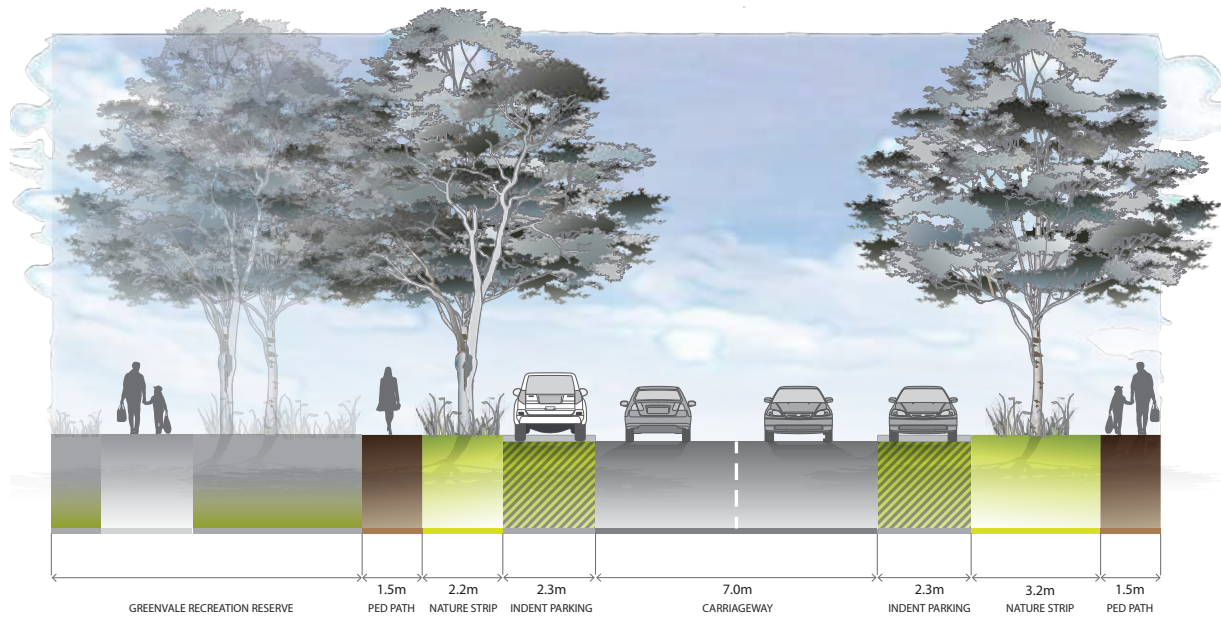 1.5m 2.2m 2.3m 7.0m 2.3m 3.2m 1.5m
GREENVALE RECREATION RESERVE PED PATH NATURE STRIP INDENT PARKING CARRIAGEWAY INDENT PARKING NATURE STRIP PED PATH